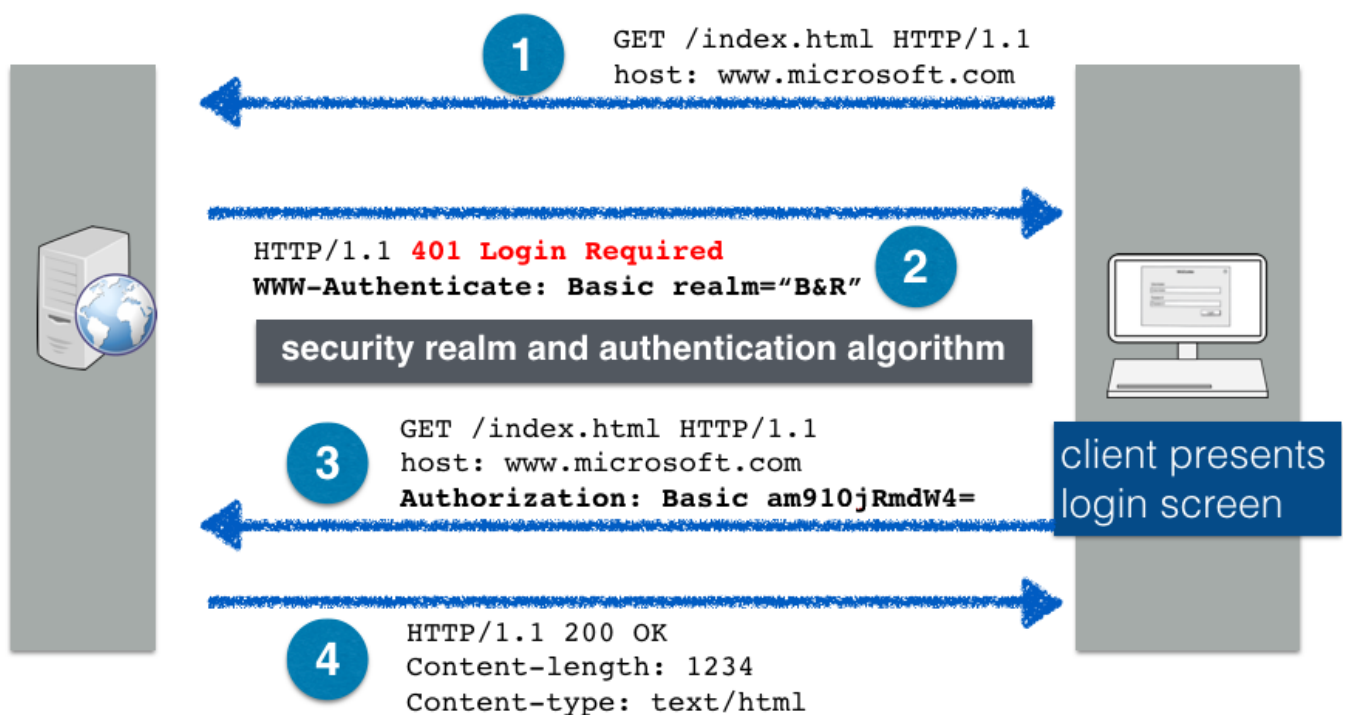 1
GET /index.html HTTP/1.1
host: www.microsoft.com
HTTP/1.1 401 Login Required
WWW-Authenticate: Basic realm=“B&R”
2
security realm and authentication algorithm
3
GET /index.html HTTP/1.1
host: www.microsoft.com
Authorization: Basic am910jRmdW4=
client presents
login screen
4
HTTP/1.1 200 OK
Content-length: 1234
Content-type: text/html